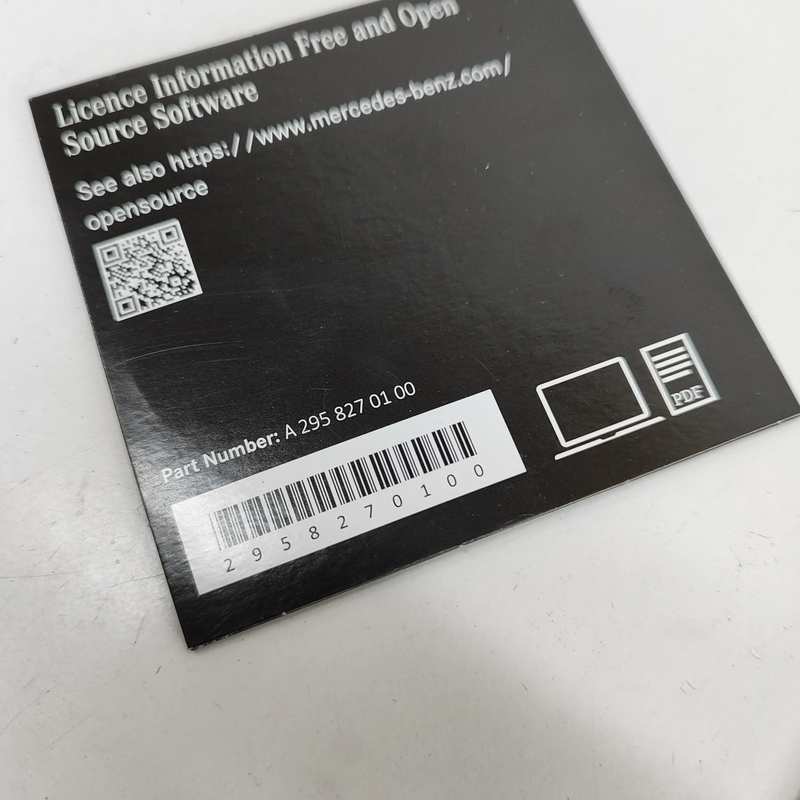 Licence Information Free and Open
Source Software
See also https://www.mercedes-benz.com/
opensource
Part Number: A 295 827 01 00
2958270100
PDF